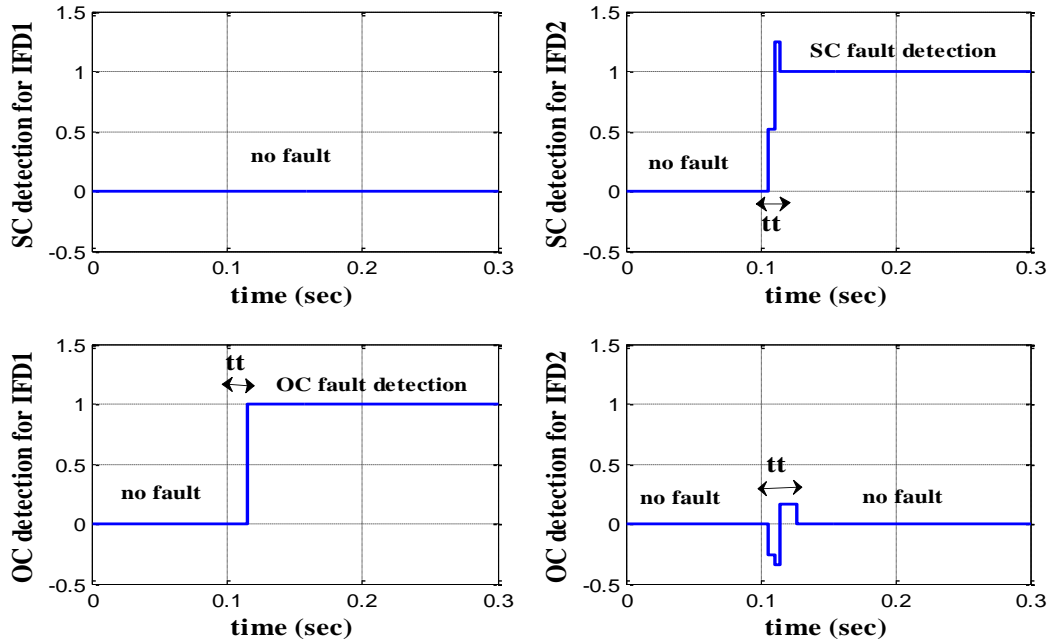 SC detection for IFD1
1.5
1
0.5
0
-0.5
no fault
0
0.1
0.2
0.3
time (sec)
SC detection for IFD2
1.5
1
0.5
0
-0.5
SC fault detection
no fault
tt
0
0.1
0.2
0.3
time (sec)
OC detection for IFD1
1.5
1
0.5
0
-0.5
tt
OC fault detection
no fault
0
0.1
0.2
0.3
time (sec)
OC detection for IFD2
1.5
1
0.5
0
-0.5
tt
no fault
no fault
0
0.1
0.2
0.3
time (sec)